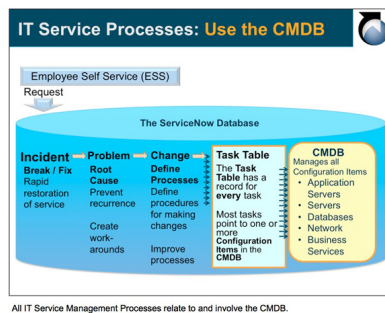 IT Service Processes: Use the CMDB
Employee Self Service (ESS)
Request
The ServiceNow Database
Incident
Break / Fix
Rapid
restoration
of service
Problem
Root
Cause
Prevent
recurrence
Create
work-
arounds
Change
Define
Processes
Define
procedures
for making
changes
Improve
processes
Task Table
The Task
Table has a
record for
every task
Most tasks
point to one or
more
Configuration
Items in the
CMDB
CMDB
Manages all
Configuration Items
• Application
Servers
• Servers
• Databases
• Network
• Business
Services
All IT Service Management Processes relate to and involve the CMDB.